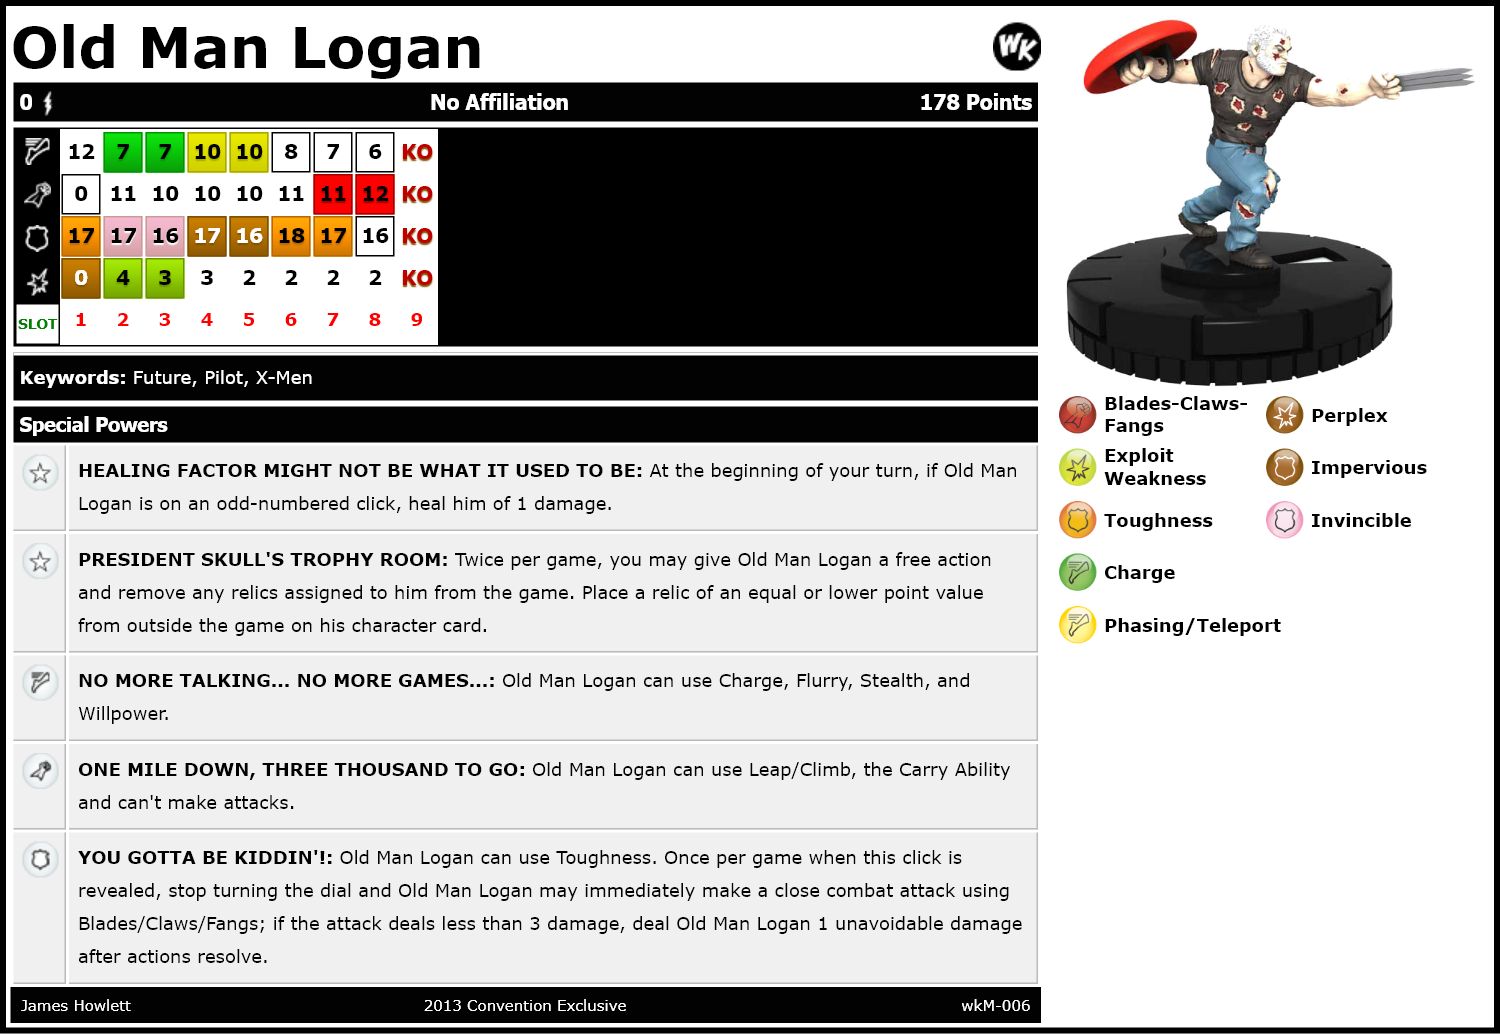 Old Man Logan
WK
0 No Affiliation 178 Points
12 7 7 10 10 8 7 6 KO
0 11 10 10 10 11 11 12 KO
17 17 16 17 16 18 17 16 KO
0 4 3 3 2 2 2 2 KO
SLOT 1 2 3 4 5 6 7 8 9
Keywords: Future, Pilot, X-Men
Special Powers
HEALING FACTOR MIGHT NOT BE WHAT IT USED TO BE: At the beginning of your turn, if Old Man
Logan is on an odd-numbered click, heal him of 1 damage.
PRESIDENT SKULL'S TROPHY ROOM: Twice per game, you may give Old Man Logan a free action
and remove any relics assigned to him from the game. Place a relic of an equal or lower point value
from outside the game on his character card.
NO MORE TALKING... NO MORE GAMES...: Old Man Logan can use Charge, Flurry, Stealth, and
Willpower.
ONE MILE DOWN, THREE THOUSAND TO GO: Old Man Logan can use Leap/Climb, the Carry Ability
and can't make attacks.
YOU GOTTA BE KIDDIN'!: Old Man Logan can use Toughness. Once per game when this click is
revealed, stop turning the dial and Old Man Logan may immediately make a close combat attack using
Blades/Claws/Fangs; if the attack deals less than 3 damage, deal Old Man Logan 1 unavoidable damage
after actions resolve.
James Howlett 2013 Convention Exclusive wkM-006
Blades-Claws-
Fangs
Perplex
Exploit
Weakness
Impervious
Toughness
Invincible
Charge
Phasing/Teleport